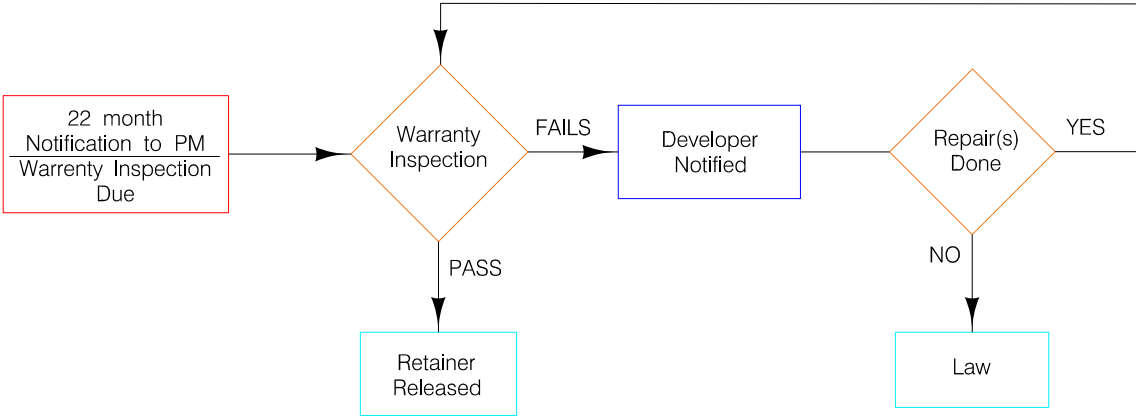 22 month
Notification to PM
Warrenty Inspection
Due
Warranty
Inspection
FAILS
Developer
Notified
Repair(s)
Done
YES
PASS
NO
Retainer
Released
Law